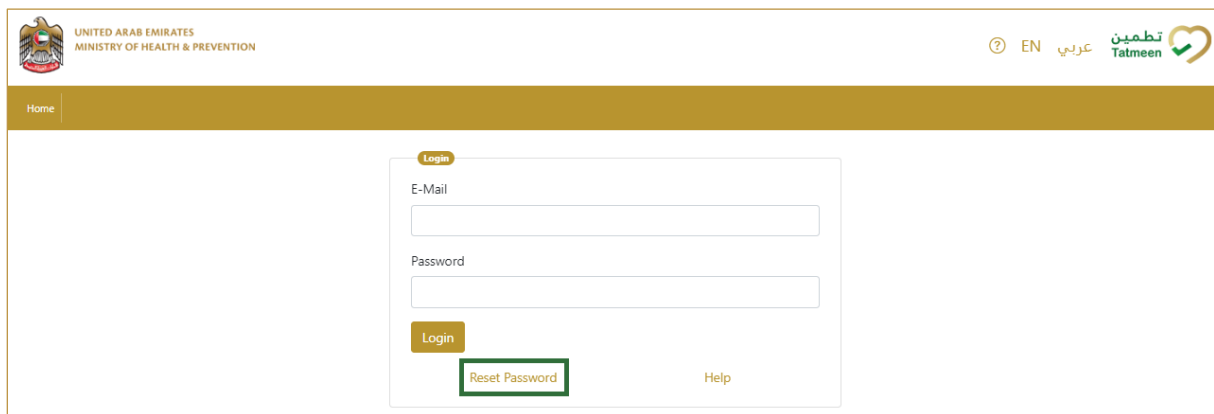 UNITED ARAB EMIRATES
MINISTRY OF HEALTH & PREVENTION
EN عربي
تطمين
Tatmeen
Home
Login
E-Mail
Password
Login
Reset Password Help